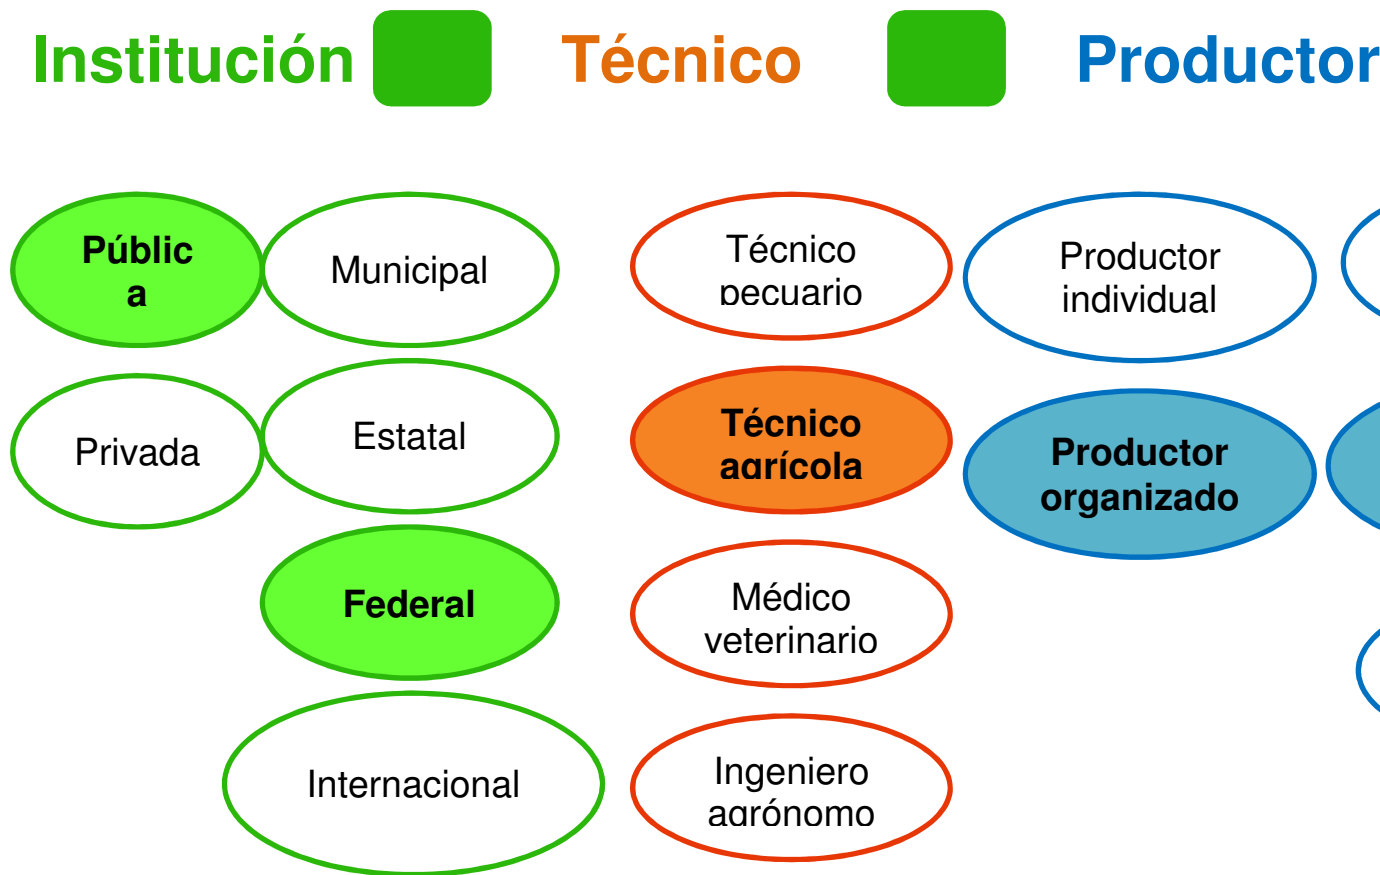 Institución
Técnico
Productor
Públic
a
Municipal
Privada
Estatal
Federal
Internacional
Técnico
pecuario
Técnico
agrícola
Médico
veterinario
Ingeniero
agrónomo
Productor
individual
Productor
organizado